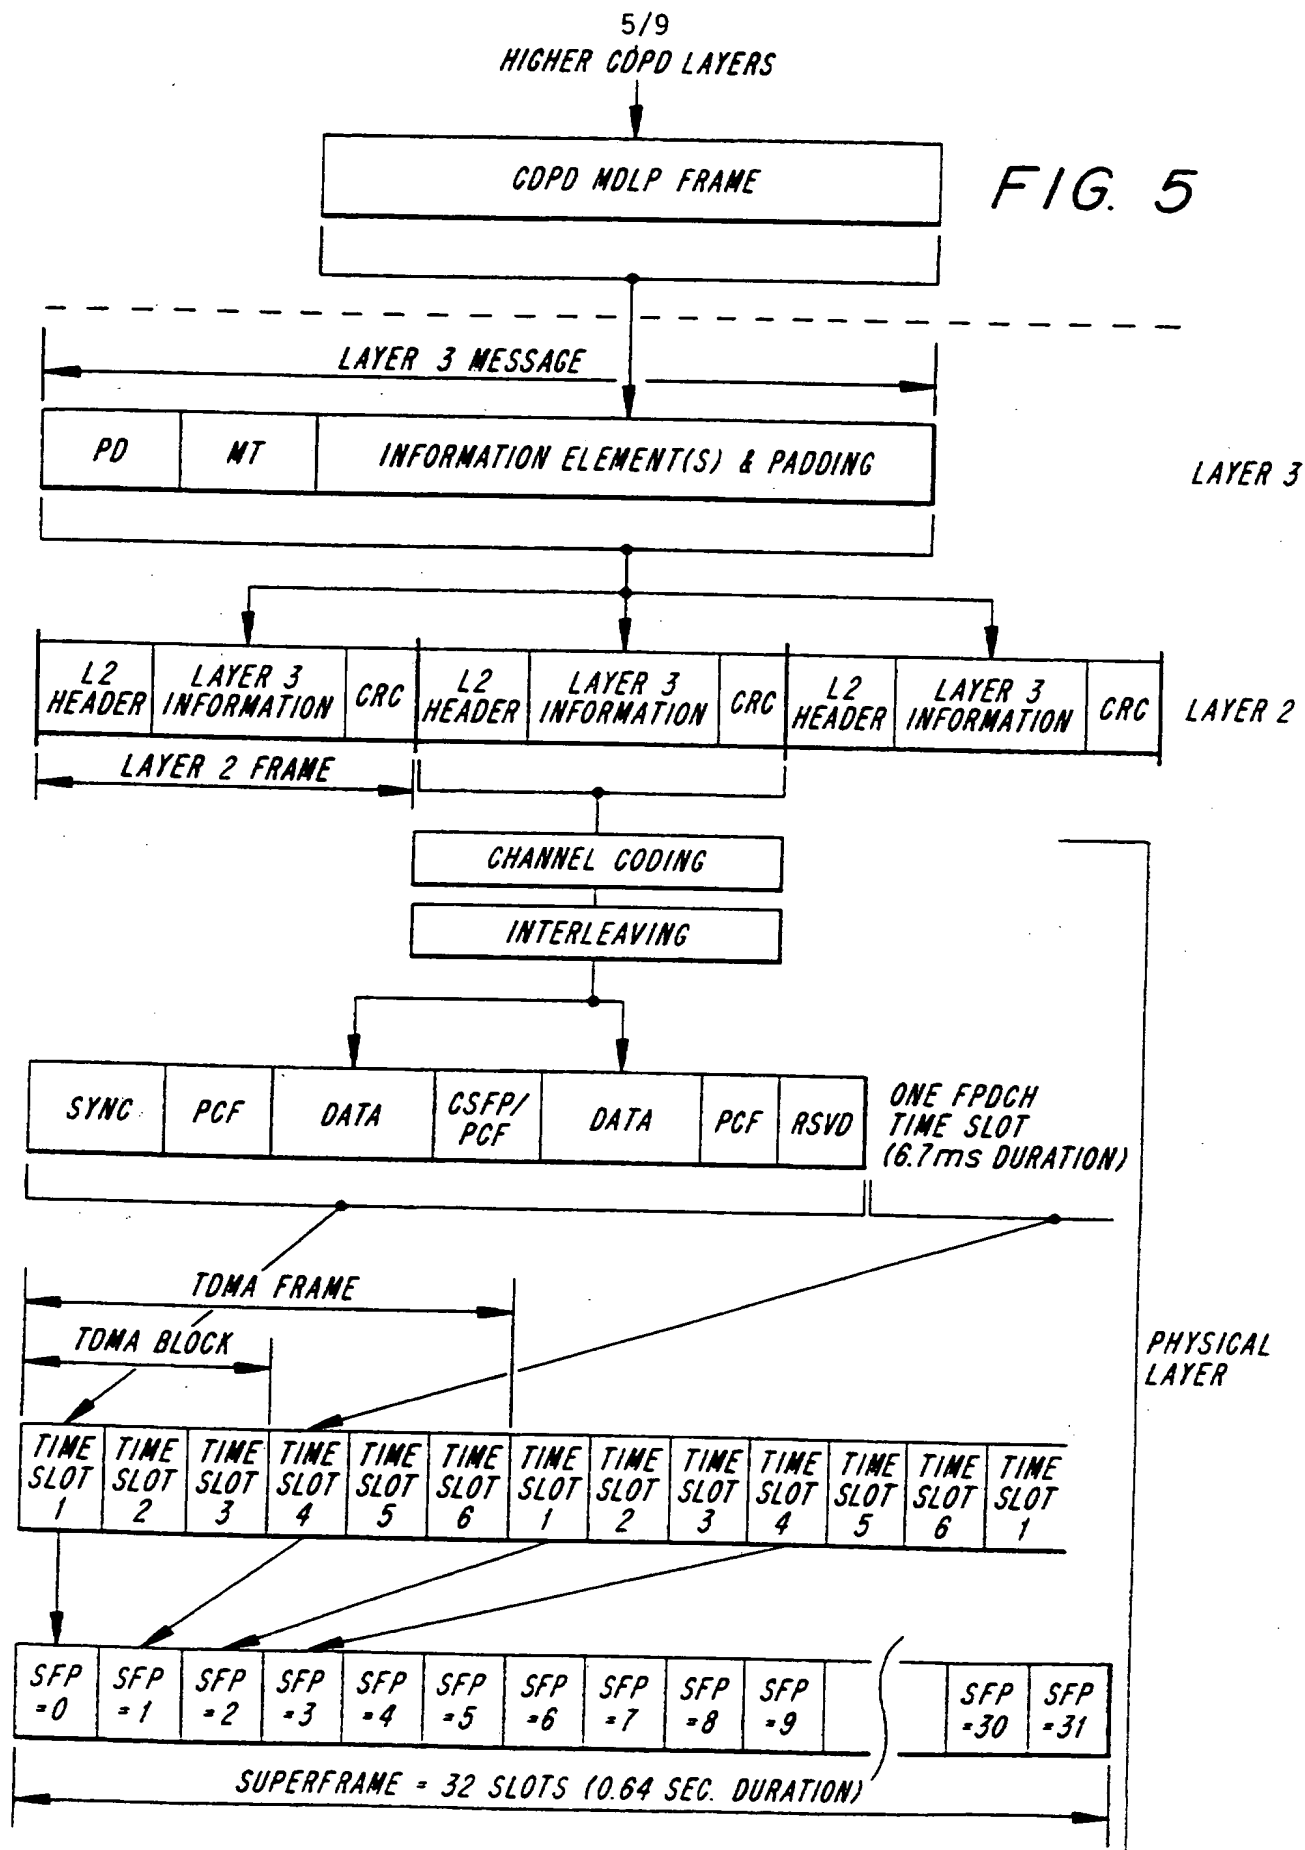 5/9
HIGHER CDPD LAYERS
CDPD MDLP FRAME
FIG. 5
LAYER 3 MESSAGE
PD
MT
INFORMATION ELEMENT(S) & PADDING
LAYER 3
L2
HEADER
LAYER 3
INFORMATION
CRC
L2
HEADER
LAYER 3
INFORMATION
CRC
L2
HEADER
LAYER 3
INFORMATION
CRC
LAYER 2
LAYER 2 FRAME
CHANNEL CODING
INTERLEAVING
SYNC
PCF
DATA
CSFP/
PCF
DATA
PCF
RSVD
ONE FPDCH
TIME SLOT
(6.7ms DURATION)
TDMA FRAME
TDMA BLOCK
PHYSICAL
LAYER
TIME
SLOT
1
TIME
SLOT
2
TIME
SLOT
3
TIME
SLOT
4
TIME
SLOT
5
TIME
SLOT
6
TIME
SLOT
1
TIME
SLOT
2
TIME
SLOT
3
TIME
SLOT
4
TIME
SLOT
5
TIME
SLOT
6
TIME
SLOT
1
SFP
=0
SFP
=1
SFP
=2
SFP
=3
SFP
=4
SFP
=5
SFP
=6
SFP
=7
SFP
=8
SFP
=9
SFP
=30
SFP
=31
SUPERFRAME = 32 SLOTS (0.64 SEC. DURATION)